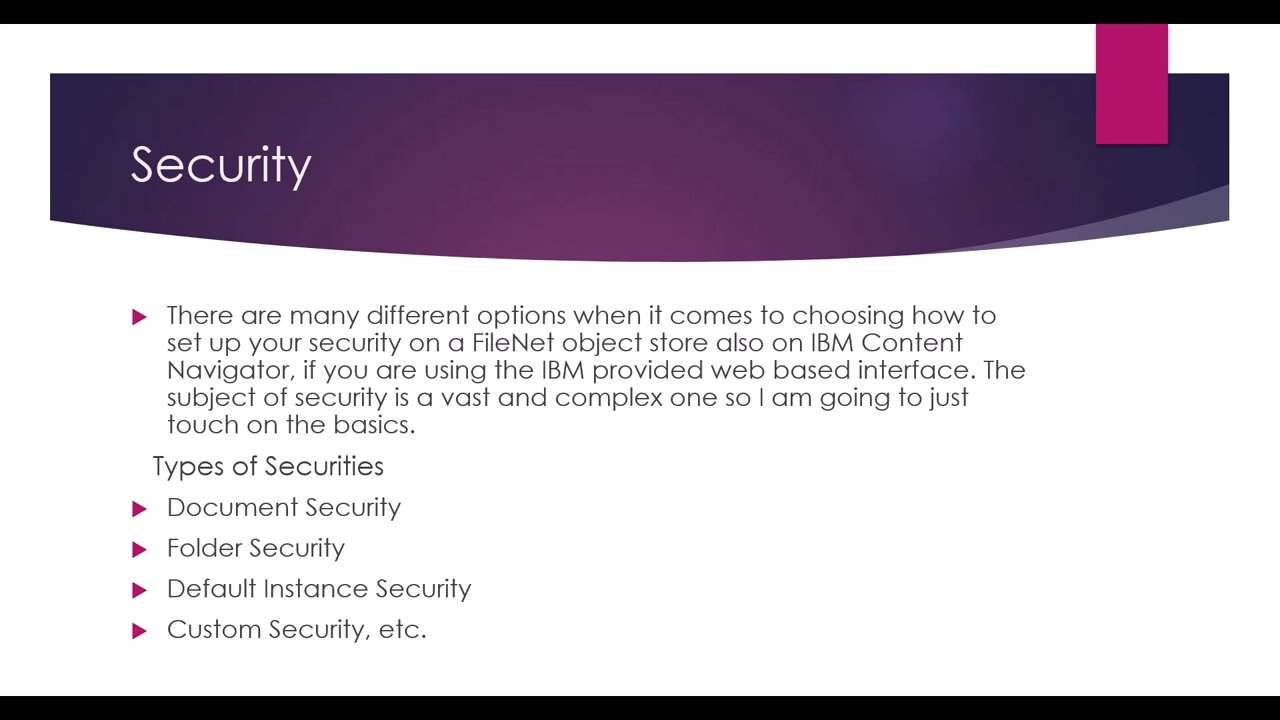 Security
There are many different options when it comes to choosing how to
set up your security on a FileNet object store also on IBM Content
Navigator, if you are using the IBM provided web based interface. The
subject of security is a vast and complex one so I am going to just
touch on the basics.
Types of Securities
Document Security
Folder Security
Default Instance Security
Custom Security, etc.